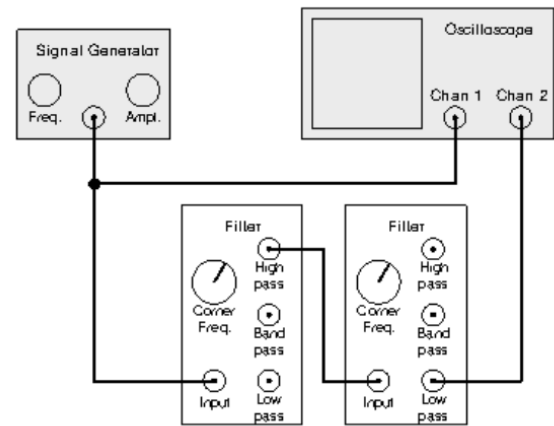 Signal Generator
Freq.
Ampl.
Oscilloscope
Chan 1
Chan 2
Filter
High
pass
Corner
Freq.
Band
pass
Input
Low
pass
Filter
High
pass
Corner
Freq.
Band
pass
Input
Low
pass